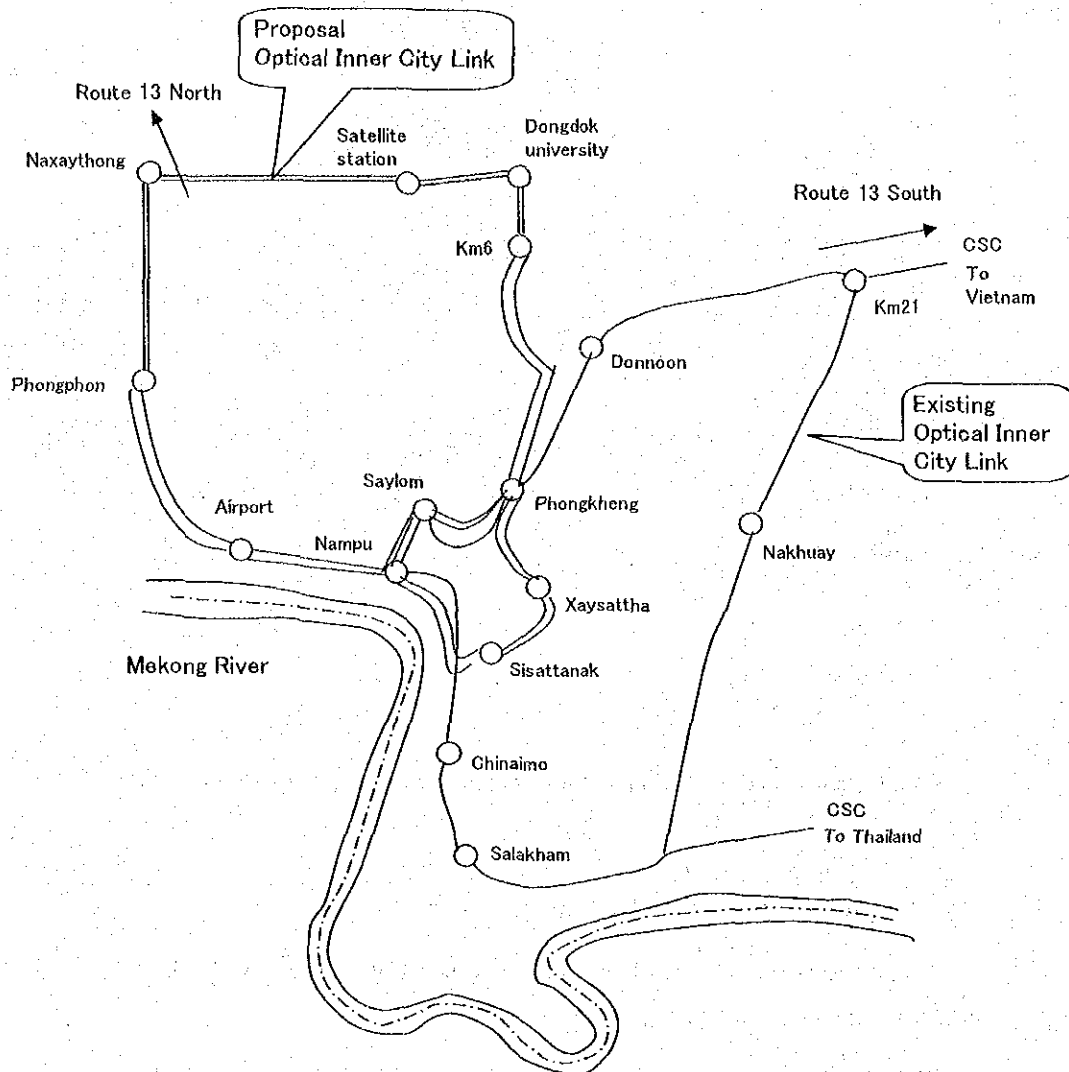 Proposal
Optical Inner City Link
Route 13 North
Naxaythong
Satellite
station
Dongdok
university
Route 13 South
Km6
CSC
To
Vietnam
Km21
Donnoon
Phongphon
Existing
Optical Inner
City Link
Saylom
Phongkheng
Airport
Nampu
Nakhuay
Xaysattha
Mekong River
Sisattanak
Chinaimo
CSC
To Thailand
Salakham